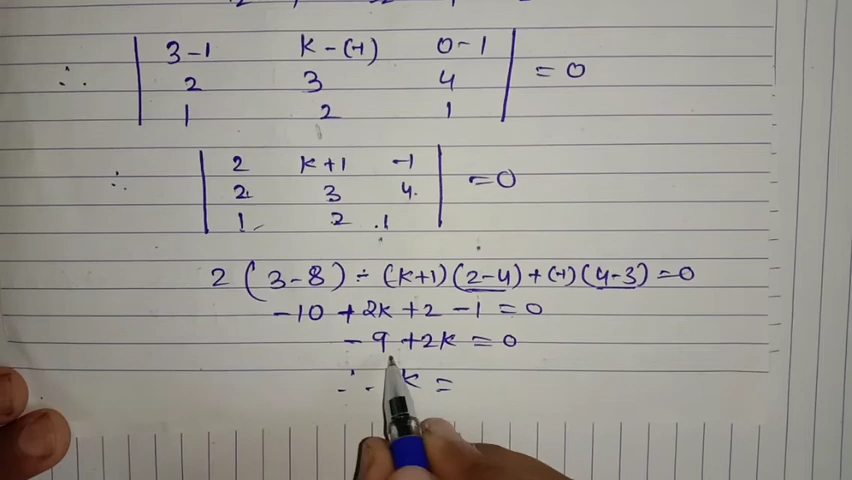 ∴ | 3-1 k-(-1) 0-1 | = 0
2 3 4
1 2 1
∴ | 2 k+1 -1 | = 0
2 3 4
1 2 1
2 (3-8) - (k+1)(2-4) + (-1)(4-3) = 0
-10 + 2k + 2 - 1 = 0
-9 + 2k = 0
∴ k =